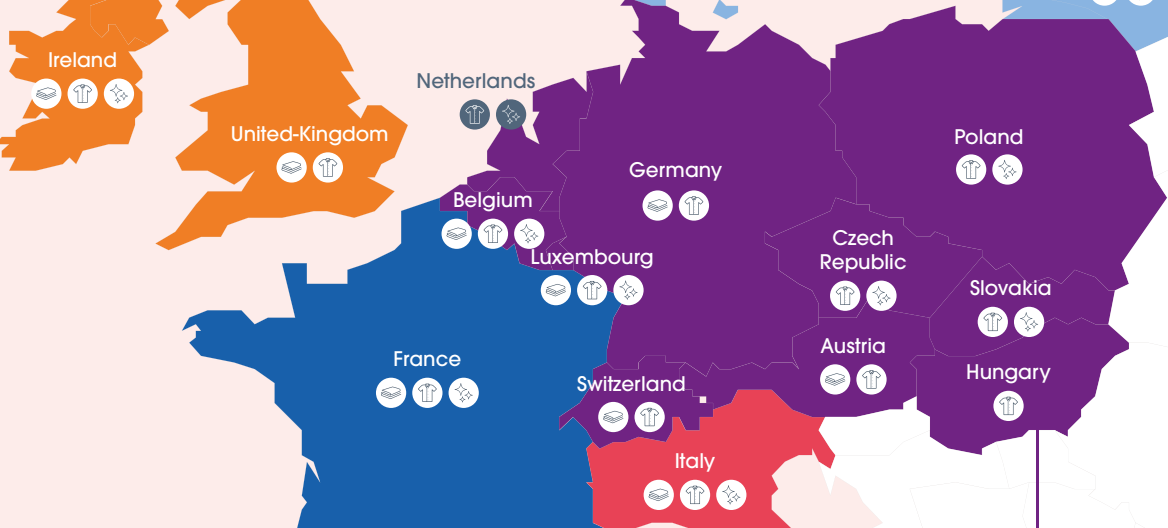 Ireland
Netherlands
United-Kingdom
Poland
Germany
Belgium
Czech
Republic
Luxembourg
Slovakia
Austria
France
Hungary
Switzerland
Italy